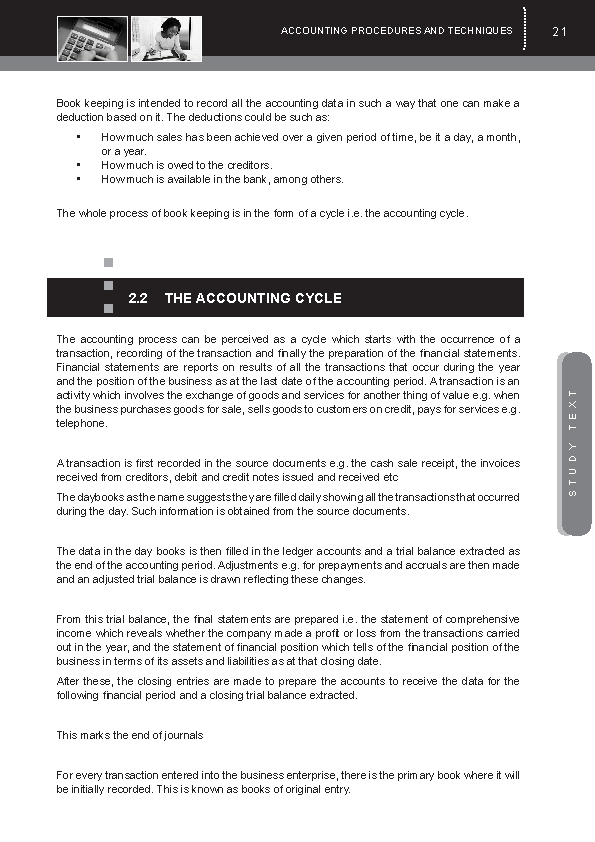 ACCOUNTING PROCEDURES AND TECHNIQUES
21
Book keeping is intended to record all the accounting data in such a way that one can make a
deduction based on it. The deductions could be such as:
• How much sales has been achieved over a given period of time, be it a day, a month,
or a year.
• How much is owed to the creditors.
• How much is available in the bank, among others.
The whole process of book keeping is in the form of a cycle i.e. the accounting cycle.
2.2 THE ACCOUNTING CYCLE
The accounting process can be perceived as a cycle which starts with the occurrence of a
transaction, recording of the transaction and finally the preparation of the financial statements.
Financial statements are reports on results of all the transactions that occur during the year
and the position of the business as at the last date of the accounting period. A transaction is an
activity which involves the exchange of goods and services for another thing of value e.g. when
the business purchases goods for sale, sells goods to customers on credit, pays for services e.g.
telephone.
A transaction is first recorded in the source documents e.g. the cash sale receipt, the invoices
received from creditors, debit and credit notes issued and received etc
The daybooks as the name suggests they are filled daily showing all the transactions that occurred
during the day. Such information is obtained from the source documents.
The data in the day books is then filled in the ledger accounts and a trial balance extracted as
the end of the accounting period. Adjustments e.g. for prepayments and accruals are then made
and an adjusted trial balance is drawn reflecting these changes.
From this trial balance, the final statements are prepared i.e. the statement of comprehensive
income which reveals whether the company made a profit or loss from the transactions carried
out in the year, and the statement of financial position which tells of the financial position of the
business in terms of its assets and liabilities as at that closing date.
After these, the closing entries are made to prepare the accounts to receive the data for the
following financial period and a closing trial balance extracted.
This marks the end of journals
For every transaction entered into the business enterprise, there is the primary book where it will
be initially recorded. This is known as books of original entry.
STUDY TEXT